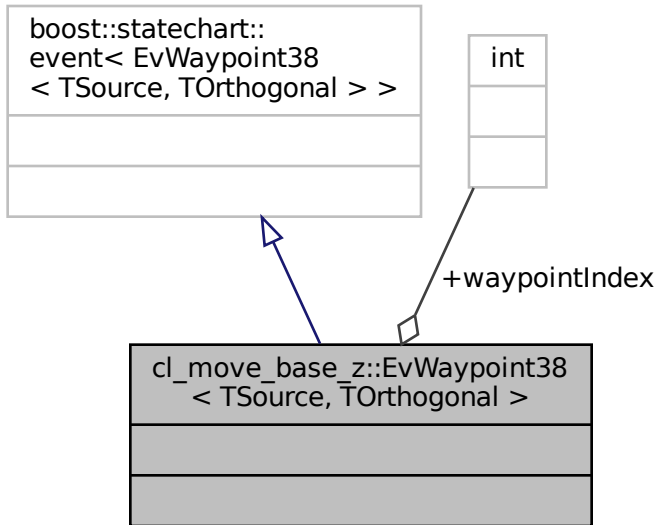 boost::statechart::
event< EvWaypoint38
< TSource, TOrthogonal > >
int
+waypointIndex
cl_move_base_z::EvWaypoint38
< TSource, TOrthogonal >